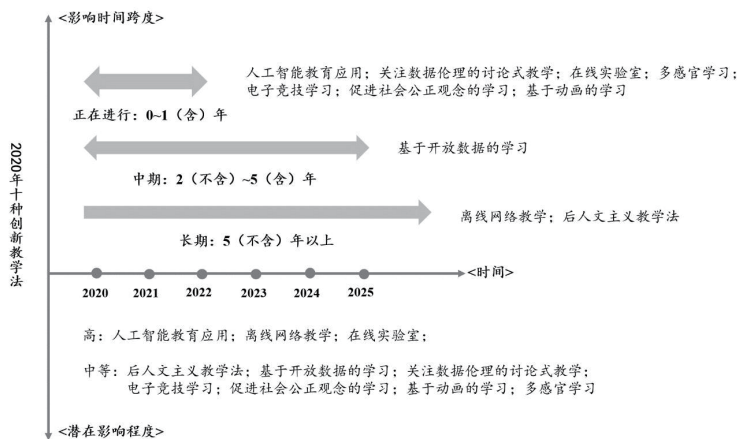 <影响时间跨度>
人工智能教育应用；关注数据伦理的讨论式教学；在线实验室；多感官学习；
电子竞技学习；促进社会公正观念的学习；基于动画的学习
正在进行：0~1（含）年
基于开放数据的学习
中期：2（不含）~5（含）年
离线网络教学；后人文主义教学法
长期：5（不含）年以上
2020年十种创新教学法
<时间>
2020 2021 2022 2023 2024 2025
高：人工智能教育应用；离线网络教学；在线实验室；
中等：后人文主义教学法；基于开放数据的学习；关注数据伦理的讨论式教学；
电子竞技学习；促进社会公正观念的学习；基于动画的学习；多感官学习
<潜在影响程度>